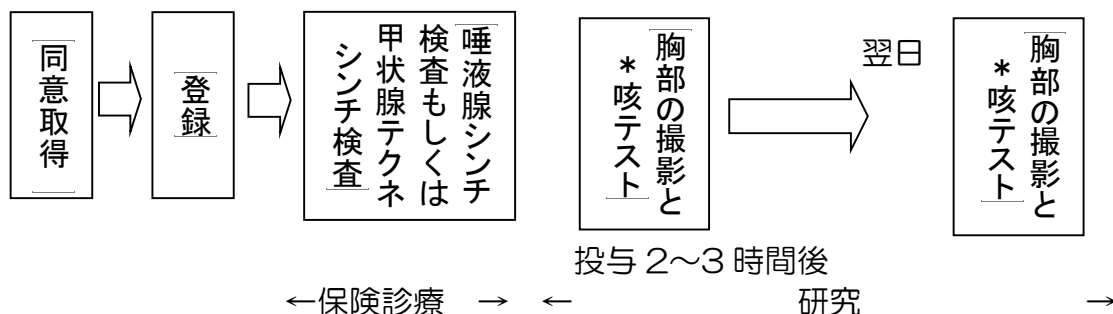 ［同意取得］
［登録］
［唾液腺シンチ
検査もしくは
甲状腺テクネ
シンチ検査］
［胸部の撮影と
＊咳テスト］
翌日
［胸部の撮影と
＊咳テスト］
投与 2～3 時間後
←保険診療　→　←　研究　→